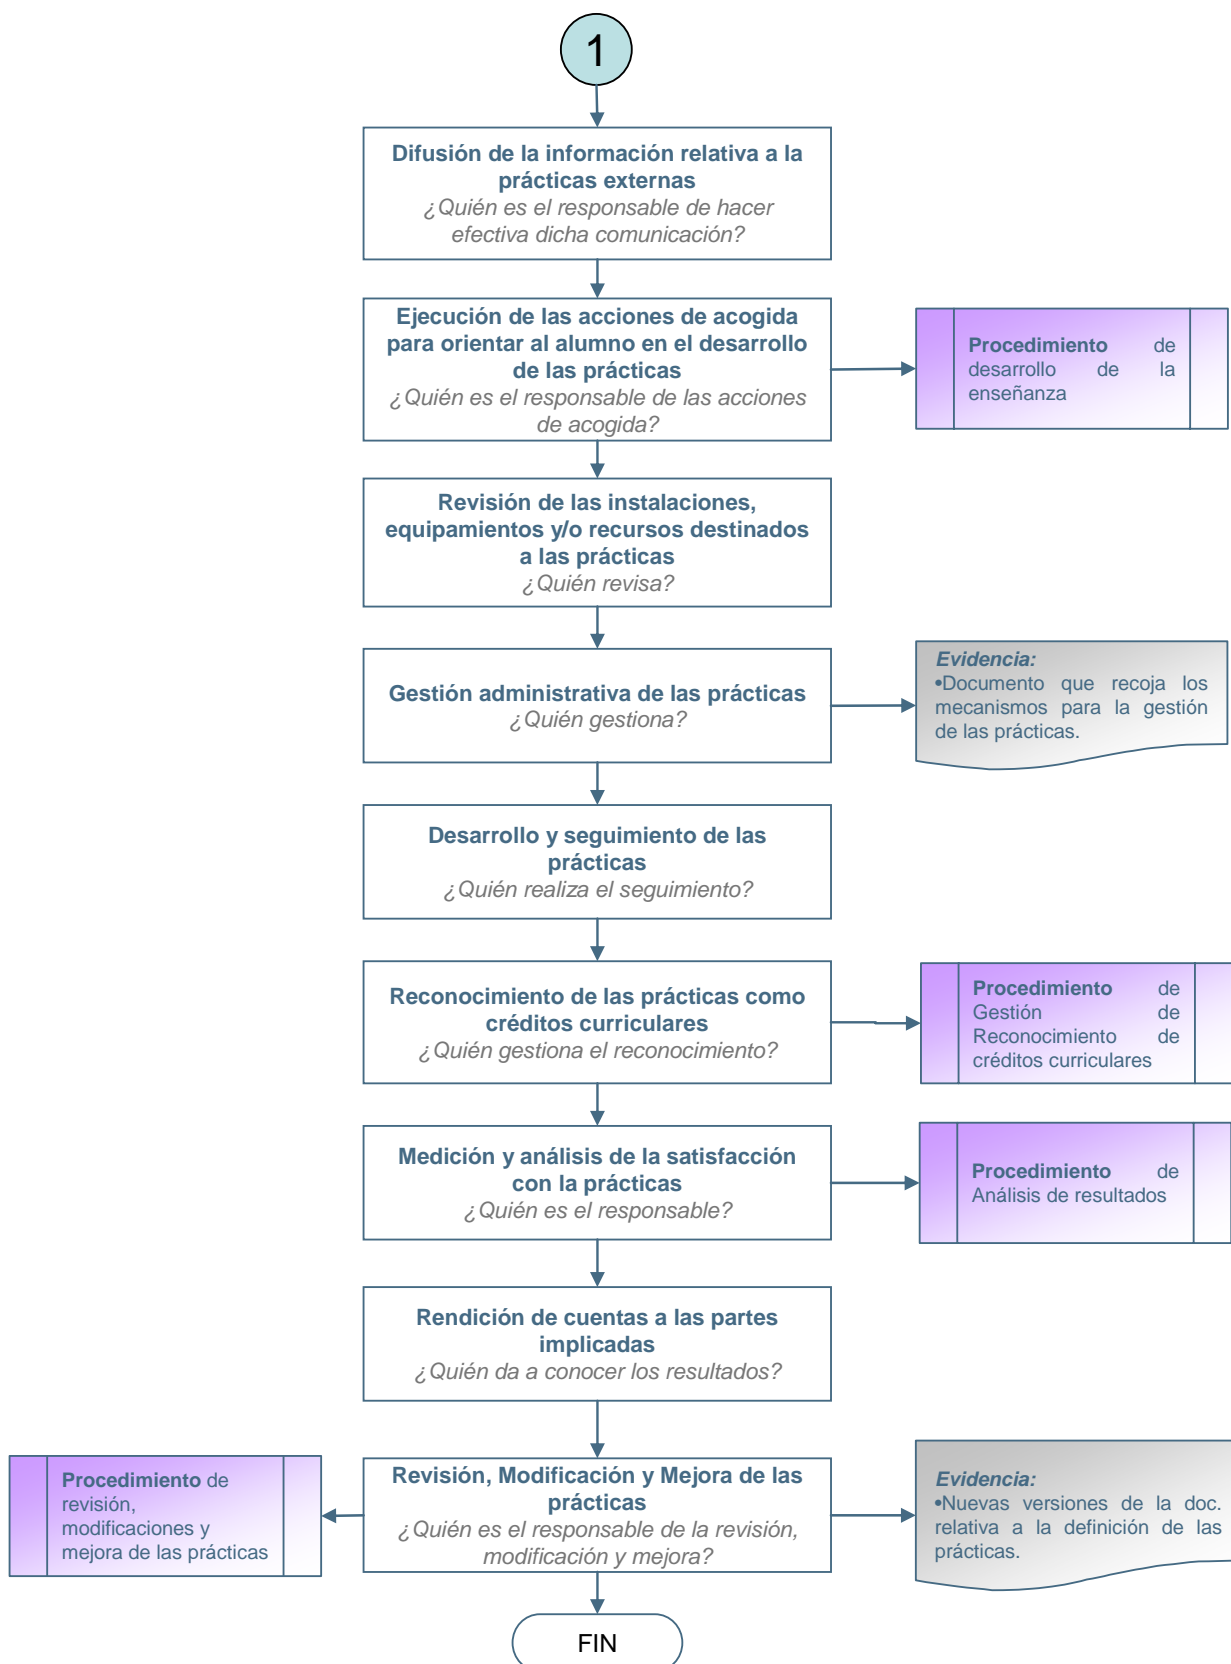 1
Difusión de la información relativa a la
prácticas externas
¿Quién es el responsable de hacer
efectiva dicha comunicación?
Ejecución de las acciones de acogida
para orientar al alumno en el desarrollo
de las prácticas
¿Quién es el responsable de las acciones
de acogida?
Procedimiento de
desarrollo de la
enseñanza
Revisión de las instalaciones,
equipamientos y/o recursos destinados
a las prácticas
¿Quién revisa?
Gestión administrativa de las prácticas
¿Quién gestiona?
Evidencia:
•Documento que recoja los
mecanismos para la gestión
de las prácticas.
Desarrollo y seguimiento de las
prácticas
¿Quién realiza el seguimiento?
Reconocimiento de las prácticas como
créditos curriculares
¿Quién gestiona el reconocimiento?
Procedimiento de
Gestión de
Reconocimiento de
créditos curriculares
Medición y análisis de la satisfacción
con la prácticas
¿Quién es el responsable?
Procedimiento de
Análisis de resultados
Rendición de cuentas a las partes
implicadas
¿Quién da a conocer los resultados?
Procedimiento de
revisión,
modificaciones y
mejora de las prácticas
Revisión, Modificación y Mejora de las
prácticas
¿Quién es el responsable de la revisión,
modificación y mejora?
Evidencia:
•Nuevas versiones de la doc.
relativa a la definición de las
prácticas.
FIN